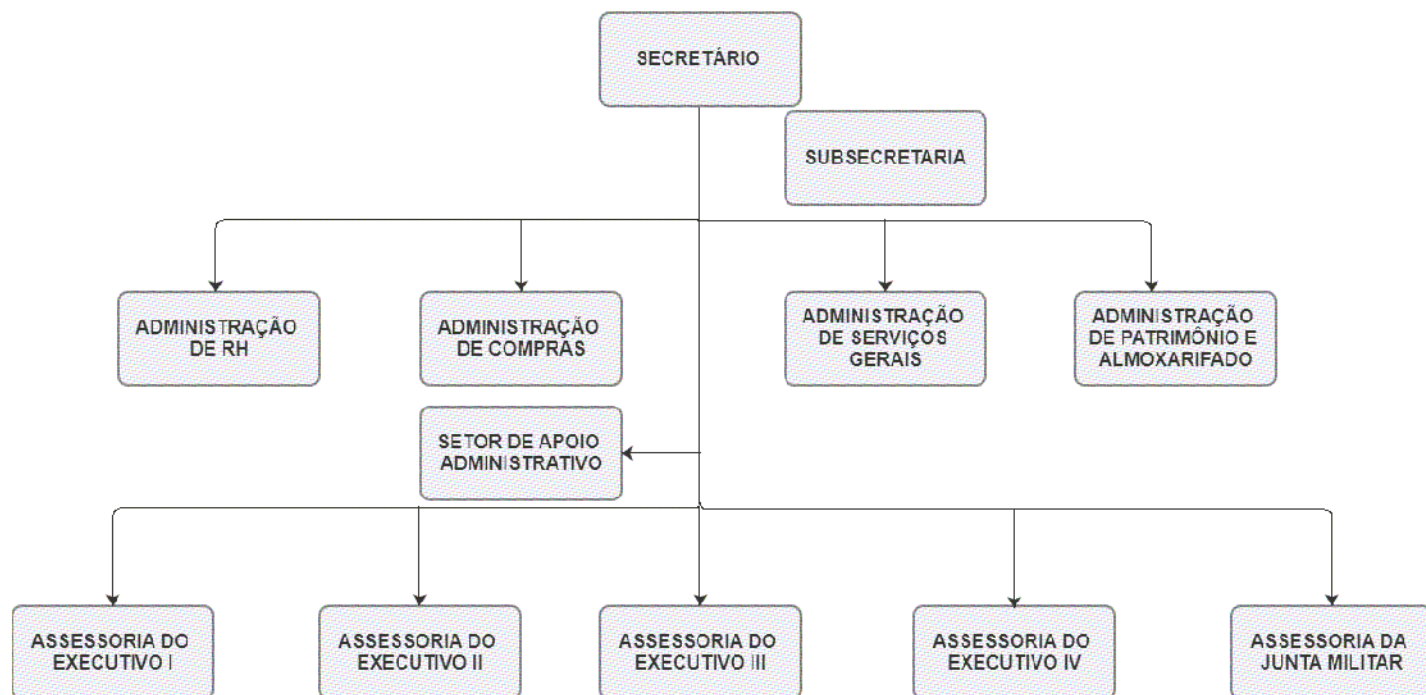 SECRETÁRIO
SUBSECRETARIA
ADMINISTRAÇÃO
DE RH
ADMINISTRAÇÃO
DE COMPRAS
ADMINISTRAÇÃO
DE SERVIÇOS
GERAIS
ADMINISTRAÇÃO
DE PATRIMÔNIO E
ALMOXARIFADO
SETOR DE APOIO
ADMINISTRATIVO
ASSESSORIA DO
EXECUTIVO I
ASSESSORIA DO
EXECUTIVO II
ASSESSORIA DO
EXECUTIVO III
ASSESSORIA DO
EXECUTIVO IV
ASSESSORIA DA
JUNTA MILITAR